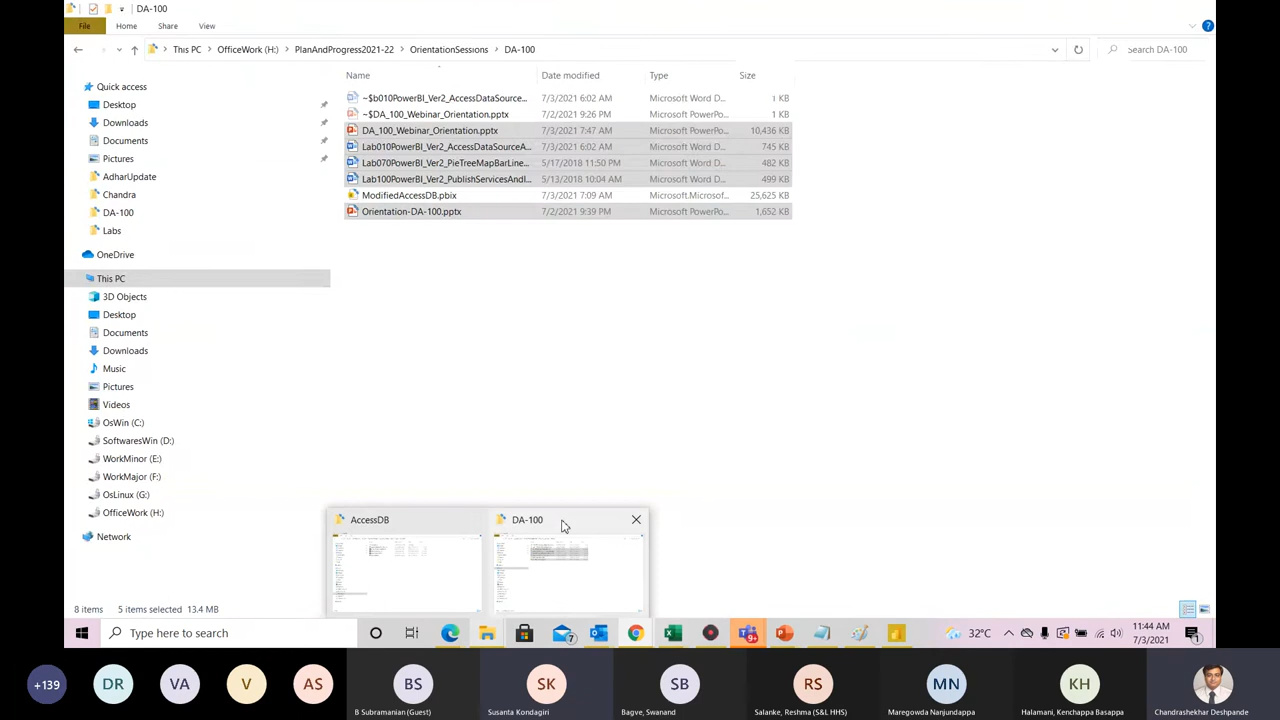 DA-100
File Home Share View
This PC OfficeWork (H:) PlanAndProgress2021-22 OrientationSessions DA-100
Search DA-100
Name Date modified Type Size
~$b010PowerBI_Ver2_AccessDataSource... 7/3/2021 6:02 AM Microsoft Word D... 1 KB
~$DA_100_Webinar_Orientation.pptx 7/2/2021 9:26 PM Microsoft PowerPo... 1 KB
DA_100_Webinar_Orientation.pptx 7/3/2021 7:47 AM Microsoft PowerPo... 10,436 KB
Lab010PowerBI_Ver2_AccessDataSourceA... 7/3/2021 6:02 AM Microsoft Word D... 745 KB
Lab070PowerBI_Ver2_PieTreeMapBarLine... 5/17/2018 11:50 PM Microsoft Word D... 482 KB
Lab100PowerBI_Ver2_PublishServicesAndI... 5/13/2018 10:04 AM Microsoft Word D... 499 KB
ModifiedAccessDB.pbix 7/3/2021 7:09 AM Microsoft.Microsof... 25,625 KB
Orientation-DA-100.pptx 7/2/2021 9:39 PM Microsoft PowerPo... 1,652 KB
Quick access
Desktop
Downloads
Documents
Pictures
AdharUpdate
Chandra
DA-100
Labs
OneDrive
This PC
3D Objects
Desktop
Documents
Downloads
Music
Pictures
Videos
OsWin (C:)
SoftwaresWin (D:)
WorkMinor (E:)
WorkMajor (F:)
OsLinux (G:)
OfficeWork (H:)
Network
AccessDB DA-100
8 items 5 items selected 13.4 MB
Type here to search
7
9+
32°C
11:44 AM
7/3/2021
1
+139 DR VA V AS BS SK SB RS MN KH
B Subramanian (Guest) Susanta Kondagiri Bagve, Swanand Salanke, Reshma (S&L HHS) Maregowda Nanjundappa Halamani, Kenchappa Basappa Chandrashekhar Deshpande